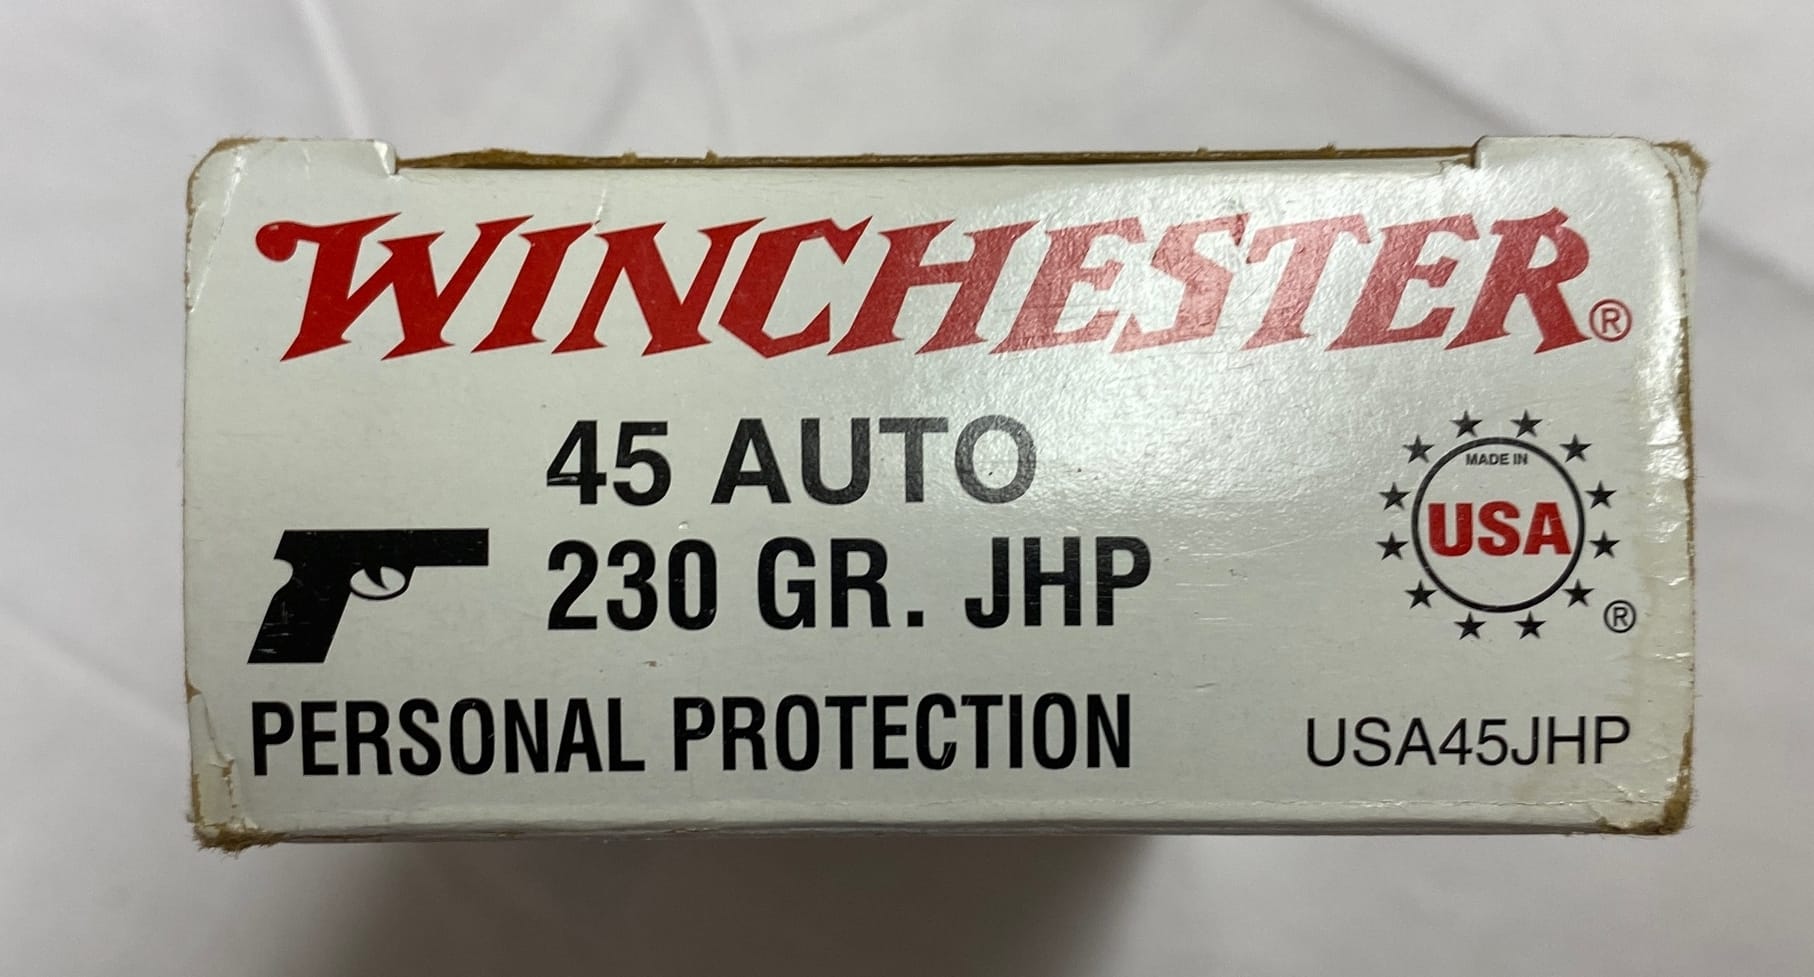 WINCHESTER®
45 AUTO
230 GR. JHP
MADE IN
USA
®
PERSONAL PROTECTION
USA45JHP